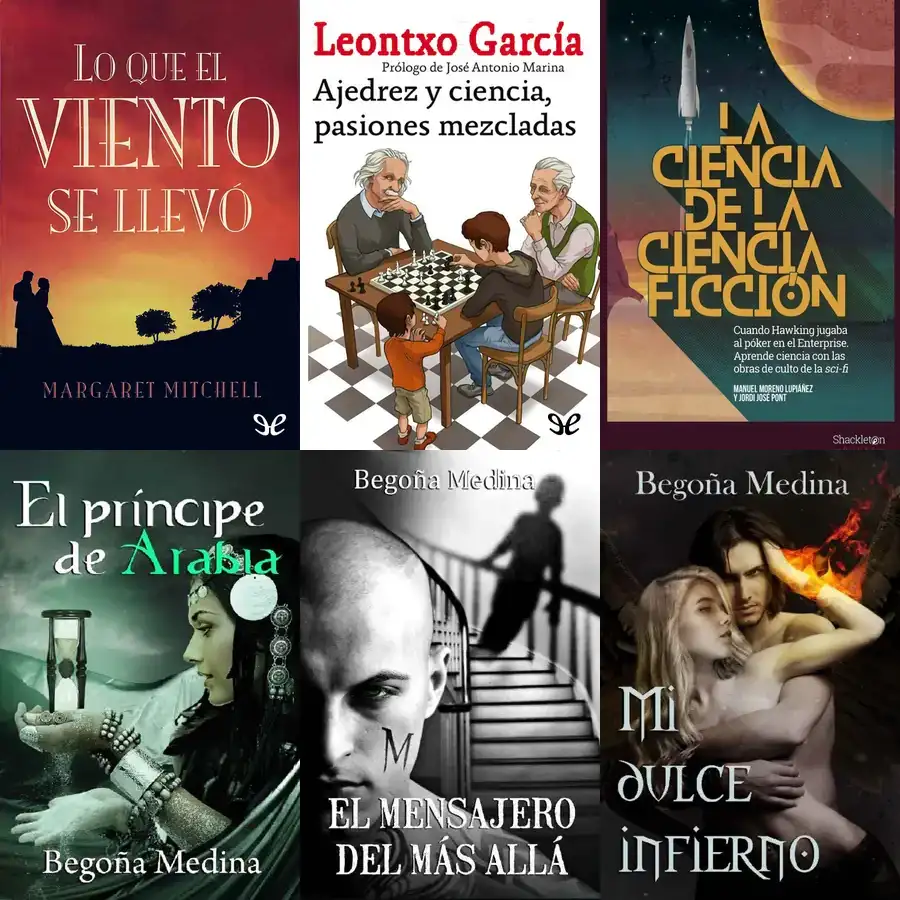 Lo que el
VIENTO
SE LLEVÓ
MARGARET MITCHELL
Leontxo García
Prólogo de José Antonio Marina
Ajedrez y ciencia,
pasiones mezcladas
LA
CIENCIA
DE LA
CIENCIA
FICCIÓN
Cuando Hawking jugaba
al póker en el Enterprise.
Aprende ciencia con las
obras de culto de la sci-fi
MANUEL MORENO LUPIÁÑEZ
Y JORDI JOSÉ PONT
Shackleton
El príncipe
de Arabia
Begoña Medina
Begoña Medina
M
EL MENSAJERO
DEL MÁS ALLÁ
Begoña Medina
Mi
DULCE
INFIERNO